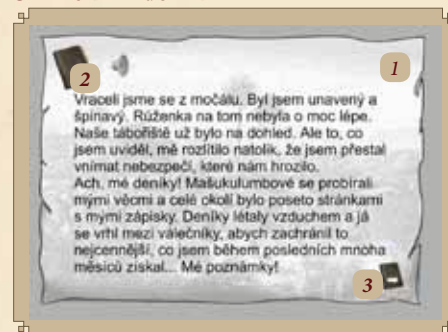 1
2
Vraceli jsme se z močálu. Byl jsem unavený a
špinavý. Růženka na tom nebyla o moc lépe.
Naše tábořiště už bylo na dohled. Ale to, co
jsem uviděl, mě rozlítilo natolik, že jsem přestal
vnímat nebezpečí, které nám hrozilo.
Ach, mé deníky! Mašukulumbové se probírali
mými věcmi a celé okolí bylo poseto stránkami
s mými zápisky. Deníky létaly vzduchem a já
se vrhl mezi válečníky, abych zachránil to
nejcennější, co jsem během posledních mnoha
měsíců získal... Mé poznámky!
3